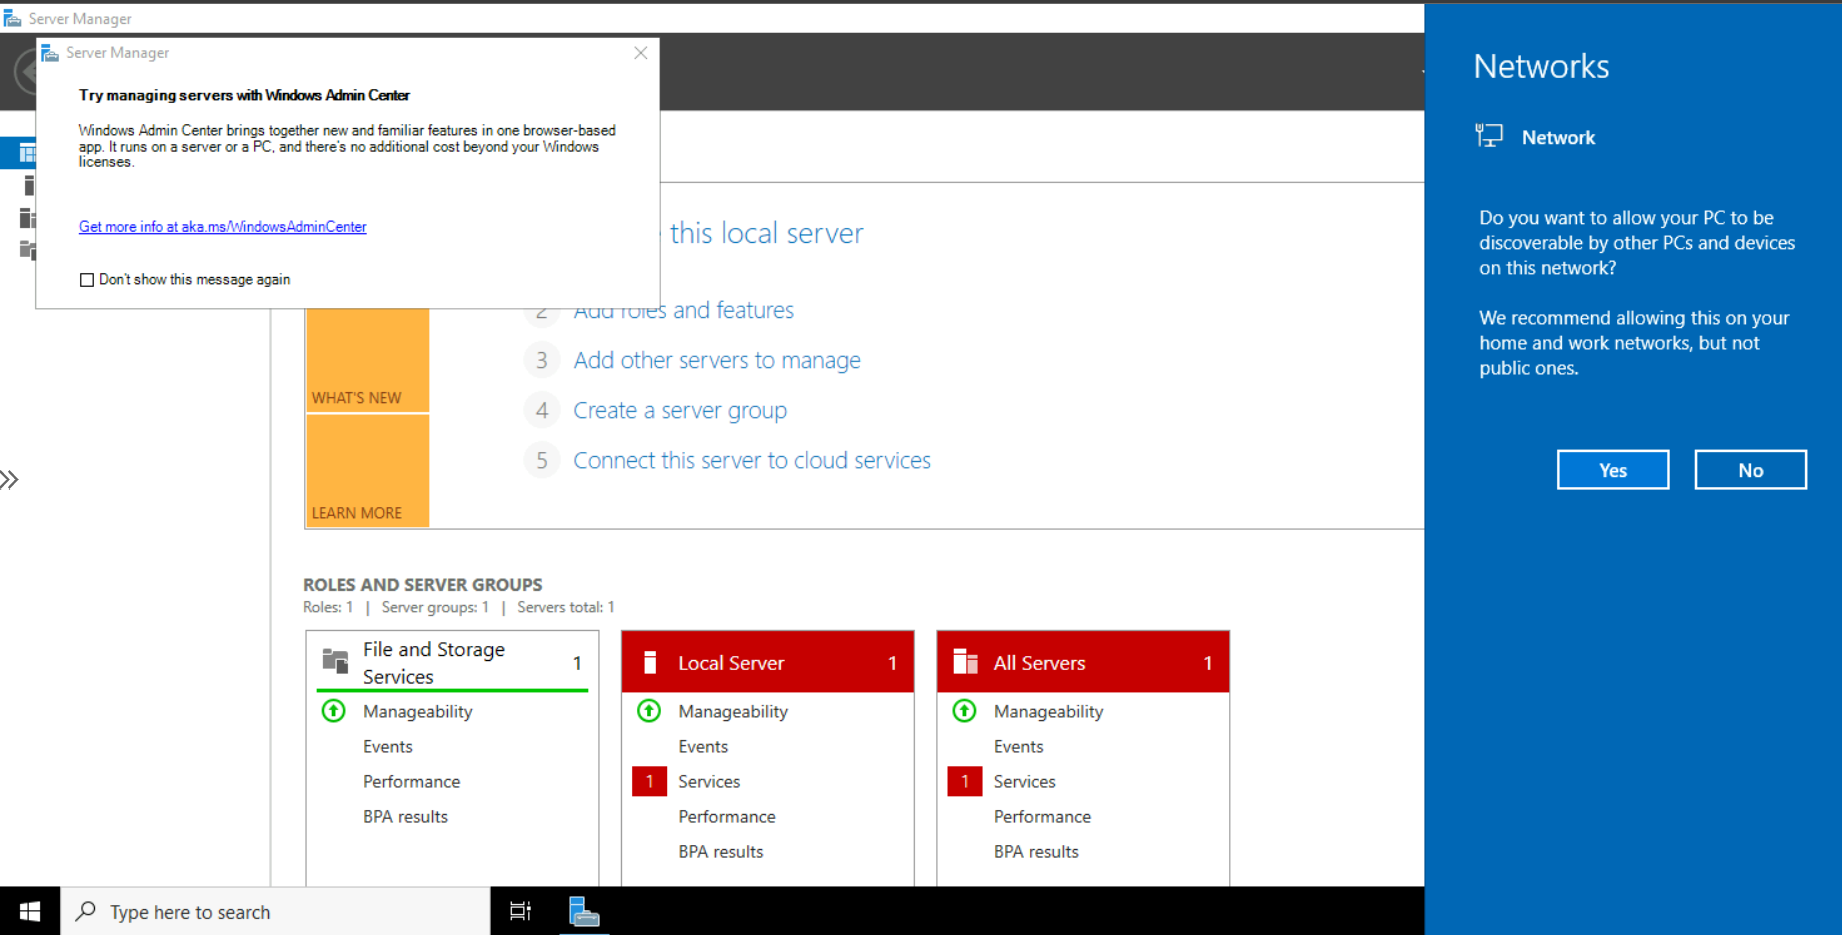 Server Manager
Server Manager
Try managing servers with Windows Admin Center
Windows Admin Center brings together new and familiar features in one browser-based
app. It runs on a server or a PC, and there's no additional cost beyond your Windows
licenses.
Get more info at aka.ms/WindowsAdminCenter
Don't show this message again
this local server
2 Add roles and features
3 Add other servers to manage
4 Create a server group
5 Connect this server to cloud services
WHAT'S NEW
LEARN MORE
ROLES AND SERVER GROUPS
Roles: 1 | Server groups: 1 | Servers total: 1
File and Storage
Services 1
Manageability
Events
Performance
BPA results
Local Server 1
Manageability
Events
1 Services
Performance
BPA results
All Servers 1
Manageability
Events
1 Services
Performance
BPA results
Type here to search
Networks
Network
Do you want to allow your PC to be
discoverable by other PCs and devices
on this network?
We recommend allowing this on your
home and work networks, but not
public ones.
Yes
No